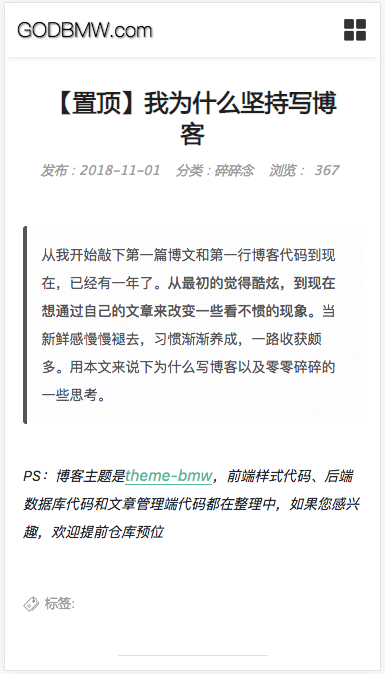 GODBMW.com
【置顶】我为什么坚持写博
客
发布：2018-11-01 分类：碎碎念 浏览： 367
从我开始敲下第一篇博文和第一行博客代码到现
在，已经有一年了。从最初的觉得酷炫，到现在
想通过自己的文章来改变一些看不惯的现象。当
新鲜感慢慢褪去，习惯渐渐养成，一路收获颇
多。用本文来说下为什么写博客以及零零碎碎的
一些思考。
PS：博客主题是theme-bmw，前端样式代码、后端
数据库代码和文章管理端代码都在整理中，如果您感兴
趣，欢迎提前仓库预位
标签: